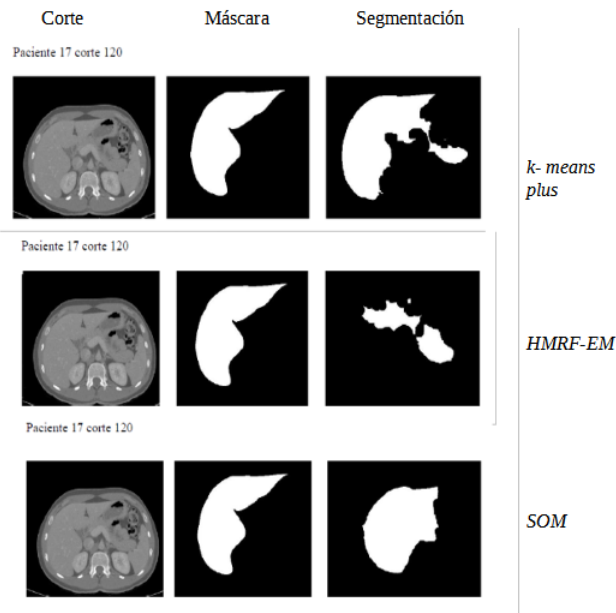 Corte Máscara Segmentación
Paciente 17 corte 120
k- means
plus
Paciente 17 corte 120
HMRF-EM
Paciente 17 corte 120
SOM